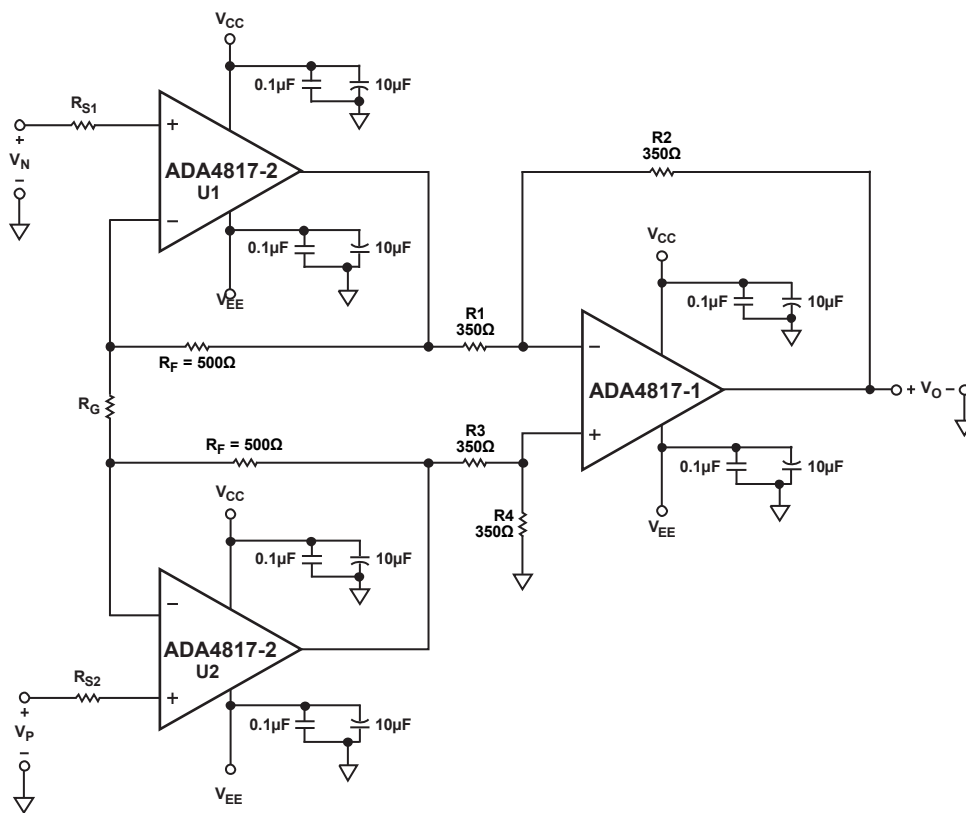 VCC
0.1µF
10µF
RS1
+
VN
−
+
ADA4817-2
U1
−
0.1µF
10µF
VEE
R2
350Ω
VCC
0.1µF
10µF
R1
350Ω
RF = 500Ω
−
ADA4817-1
+
+ VO −
RG
RF = 500Ω
R3
350Ω
0.1µF
10µF
VEE
R4
350Ω
VCC
0.1µF
10µF
−
ADA4817-2
U2
+
RS2
+
VP
−
0.1µF
10µF
VEE